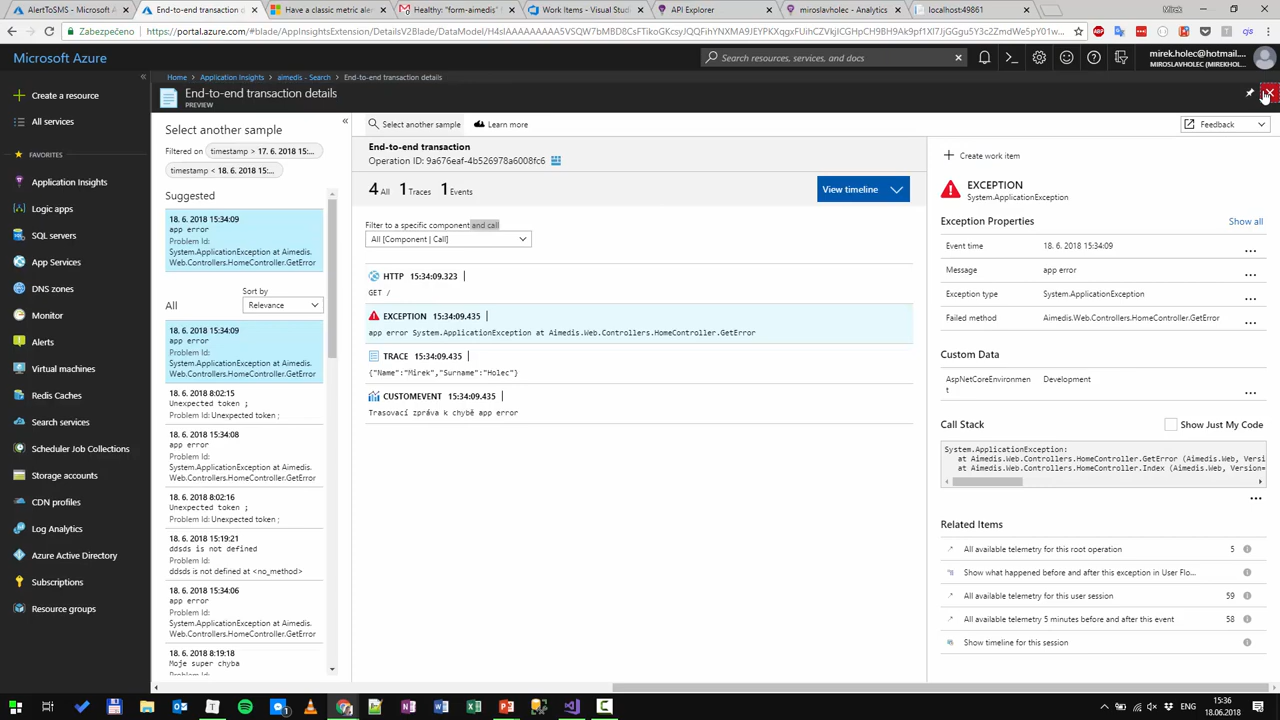 AlertToSMS - Microsoft Az
End-to-end transaction d
Have a classic metric aler
Healthy: "form-aimedis"
Work Items - Visual Stud
API Explorer
miroslavholec - Analytics
localhost:49861
Mirek
Zabezpečeno
Microsoft Azure
Search resources, services, and docs
mirek.holec@hotmail....
MIROSLAVHOLEC (MIREKHOL...
Home
Application Insights
aimedis - Search
End-to-end transaction details
End-to-end transaction details
PREVIEW
Create a resource
All services
FAVORITES
Application Insights
Logic apps
SQL servers
App Services
DNS zones
Monitor
Alerts
Virtual machines
Redis Caches
Search services
Scheduler Job Collections
Storage accounts
CDN profiles
Log Analytics
Azure Active Directory
Subscriptions
Resource groups
Select another sample
Filtered on timestamp > 17. 6. 2018 15:...
timestamp < 18. 6. 2018 15:...
Suggested
18. 6. 2018 15:34:09
app error
Problem Id:
System.ApplicationException at Aimedis.
Web.Controllers.HomeController.GetError
All
Sort by
Relevance
18. 6. 2018 15:34:09
app error
Problem Id:
System.ApplicationException at Aimedis.
Web.Controllers.HomeController.GetError
18. 6. 2018 8:02:15
Unexpected token ;
Problem Id: Unexpected token ;
18. 6. 2018 15:34:08
app error
Problem Id:
System.ApplicationException at Aimedis.
Web.Controllers.HomeController.GetError
18. 6. 2018 8:02:16
Unexpected token ;
Problem Id: Unexpected token ;
18. 6. 2018 15:19:21
ddsds is not defined
Problem Id:
ddsds is not defined at <no_method>
18. 6. 2018 15:34:06
app error
Problem Id:
System.ApplicationException at Aimedis.
Web.Controllers.HomeController.GetError
18. 6. 2018 8:19:18
Moje super chyba
Select another sample
Learn more
Feedback
End-to-end transaction
Operation ID: 9a676eaf-4b526978a6008fc6
4 All 1 Traces 1 Events
View timeline
Filter to a specific component and call
All [Component | Call]
HTTP 15:34:09.323
GET /
EXCEPTION 15:34:09.435
app error System.ApplicationException at Aimedis.Web.Controllers.HomeController.GetError
TRACE 15:34:09.435
{"Name":"Mirek","Surname":"Holec"}
CUSTOMEVENT 15:34:09.435
Trasovací zpráva k chybě app error
Create work item
EXCEPTION
System.ApplicationException
Exception Properties
Show all
Event time 18. 6. 2018 15:34:09 ...
Message app error ...
Exception type System.ApplicationException ...
Failed method Aimedis.Web.Controllers.HomeController.GetError ...
Custom Data
AspNetCoreEnvironmen
t
Development ...
Call Stack
Show Just My Code
System.ApplicationException:
at Aimedis.Web.Controllers.HomeController.GetError (Aimedis.Web, Ver
at Aimedis.Web.Controllers.HomeController.Index (Aimedis.Web, Version=
...
Related Items
All available telemetry for this root operation 5
Show what happened before and after this exception in User Flo...
All available telemetry for this user session 59
All available telemetry 5 minutes before and after this event 58
Show timeline for this session
ENG
15:36
18.06.2018